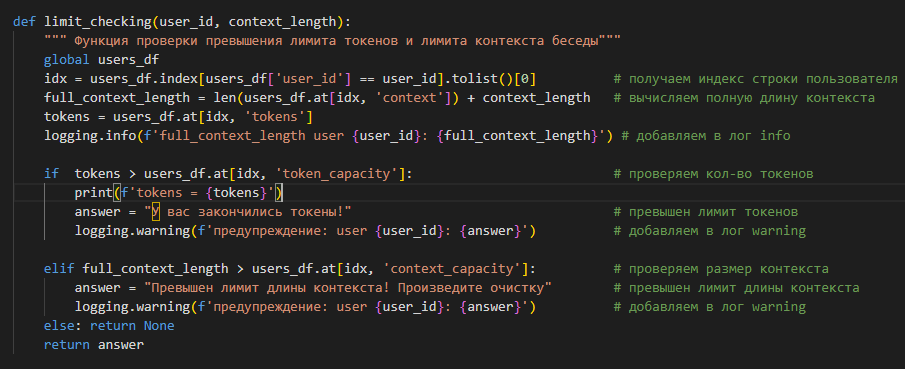 def limit_checking(user_id, context_length):
    """ Функция проверки превышения лимита токенов и лимита контекста беседы"""
    global users_df
    idx = users_df.index[users_df['user_id'] == user_id].tolist()[0]          # получаем индекс строки пользователя
    full_context_length = len(users_df.at[idx, 'context']) + context_length   # вычисляем полную длину контекста
    tokens = users_df.at[idx, 'tokens']
    logging.info(f'full_context_length user {user_id}: {full_context_length}') # добавляем в лог info

    if  tokens > users_df.at[idx, 'token_capacity']:                          # проверяем кол-во токенов
        print(f'tokens = {tokens}')
        answer = "У вас закончились токены!"                                  # превышен лимит токенов
        logging.warning(f'предупреждение: user {user_id}: {answer}')          # добавляем в лог warning

    elif full_context_length > users_df.at[idx, 'context_capacity']:          # проверяем размер контекста
        answer = "Превышен лимит длины контекста! Произведите очистку"        # превышен лимит длины контекста
        logging.warning(f'предупреждение: user {user_id}: {answer}')          # добавляем в лог warning
    else: return None
    return answer